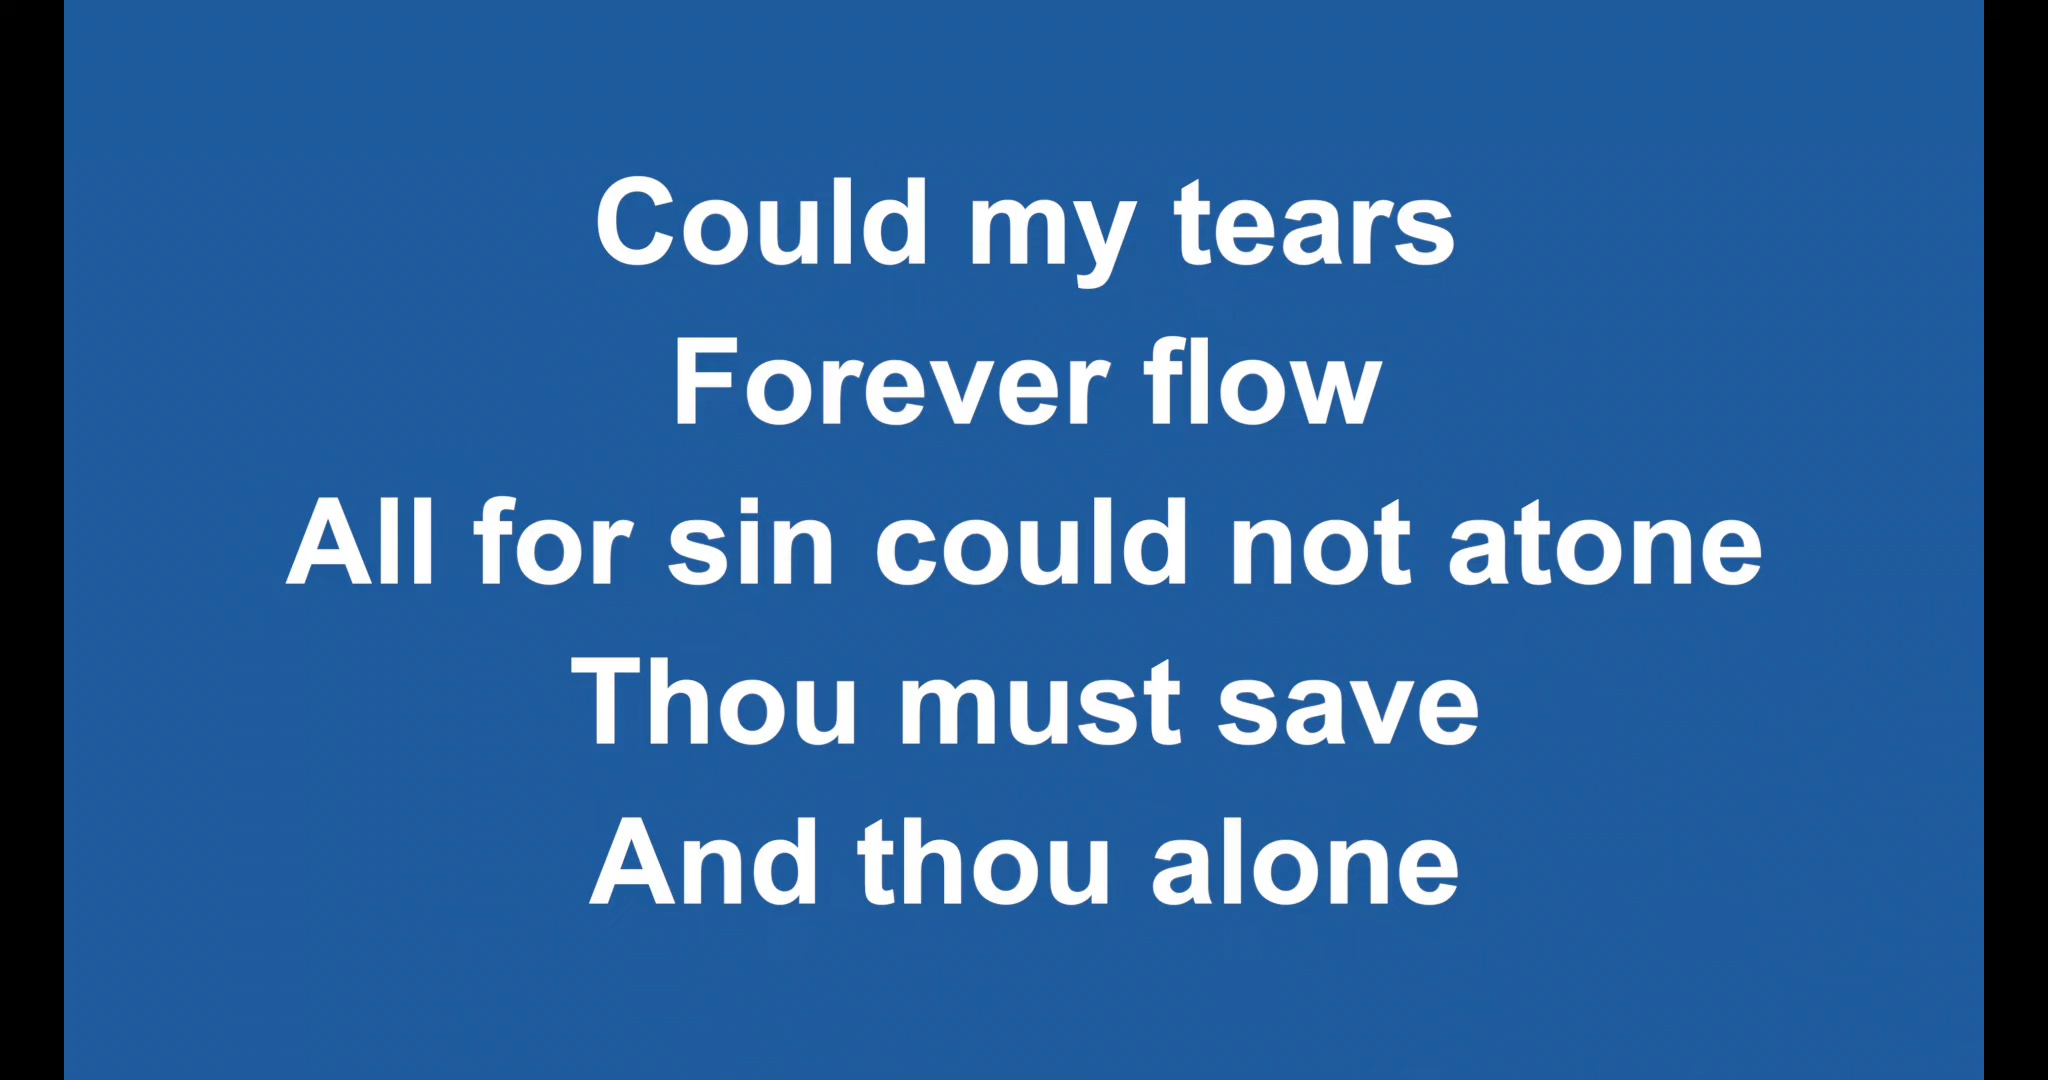 Could my tears
Forever flow
All for sin could not atone
Thou must save
And thou alone